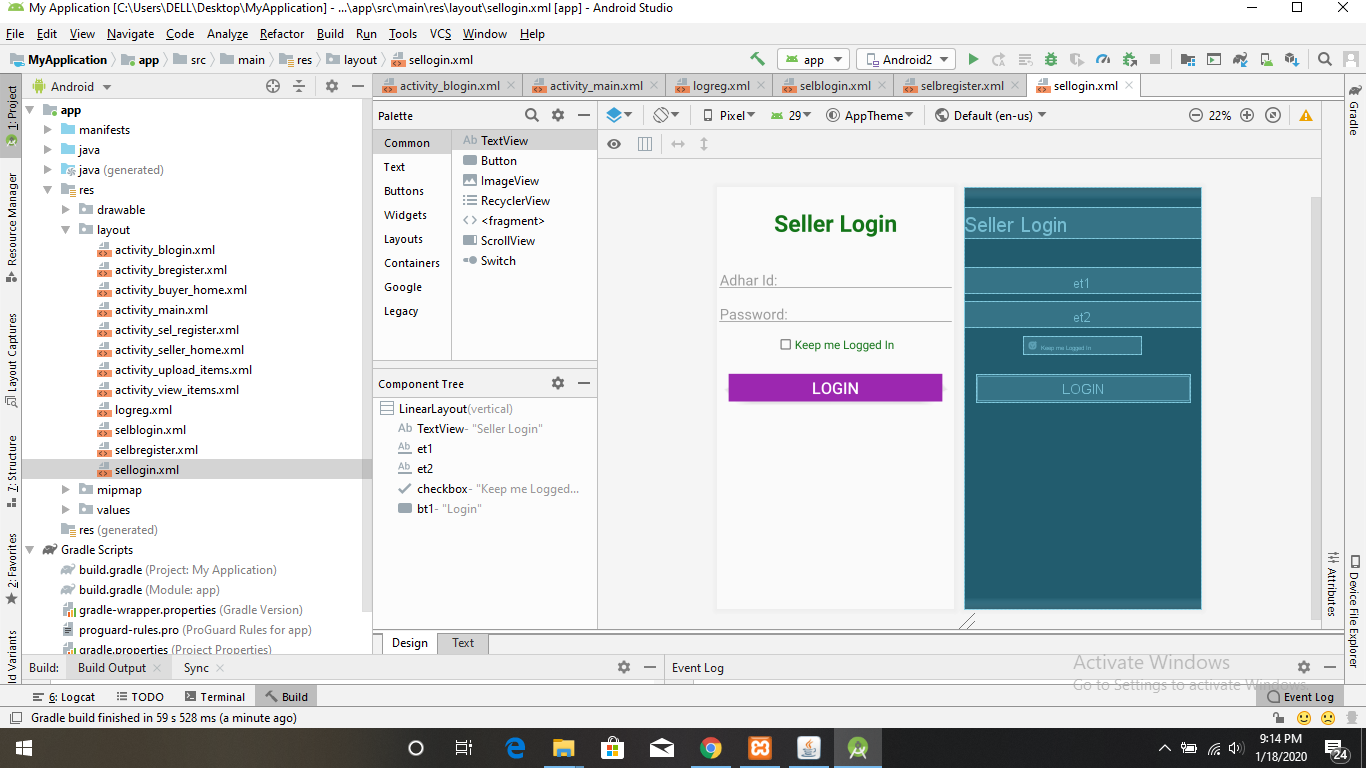 My Application [C:\Users\DELL\Desktop\MyApplication] - ...\app\src\main\res\layout\sellogin.xml [app] - Android Studio
File Edit View Navigate Code Analyze Refactor Build Run Tools VCS Window Help
MyApplication app src main res layout sellogin.xml
app Android2
Android
activity_blogin.xml activity_main.xml logreg.xml selblogin.xml selbregister.xml sellogin.xml
1: Project
Resource Manager
Layout Captures
7: Structure
2: Favorites
ld Variants
app
manifests
java
java (generated)
res
drawable
layout
activity_blogin.xml
activity_bregister.xml
activity_buyer_home.xml
activity_main.xml
activity_sel_register.xml
activity_seller_home.xml
activity_upload_items.xml
activity_view_items.xml
logreg.xml
selblogin.xml
selbregister.xml
sellogin.xml
mipmap
values
res (generated)
Gradle Scripts
build.gradle (Project: My Application)
build.gradle (Module: app)
gradle-wrapper.properties (Gradle Version)
proguard-rules.pro (ProGuard Rules for app)
gradle.properties (Project Properties)
Palette
Common
Text
Buttons
Widgets
Layouts
Containers
Google
Legacy
Ab TextView
Button
ImageView
RecyclerView
<fragment>
ScrollView
Switch
Component Tree
LinearLayout(vertical)
Ab TextView- "Seller Login"
Ab et1
Ab et2
checkbox- "Keep me Logged...
bt1- "Login"
Pixel 29 AppTheme Default (en-us) 22%
Seller Login
Adhar Id:
Password:
Keep me Logged In
LOGIN
Seller Login
et1
et2
Keep me Logged In
LOGIN
Gradle
Attributes
Device File Explorer
Design Text
Build: Build Output Sync
Event Log
Activate Windows
Go to Settings to activate Windows.
6: Logcat TODO Terminal Build Event Log
Gradle build finished in 59 s 528 ms (a minute ago)
9:14 PM
1/18/2020
24